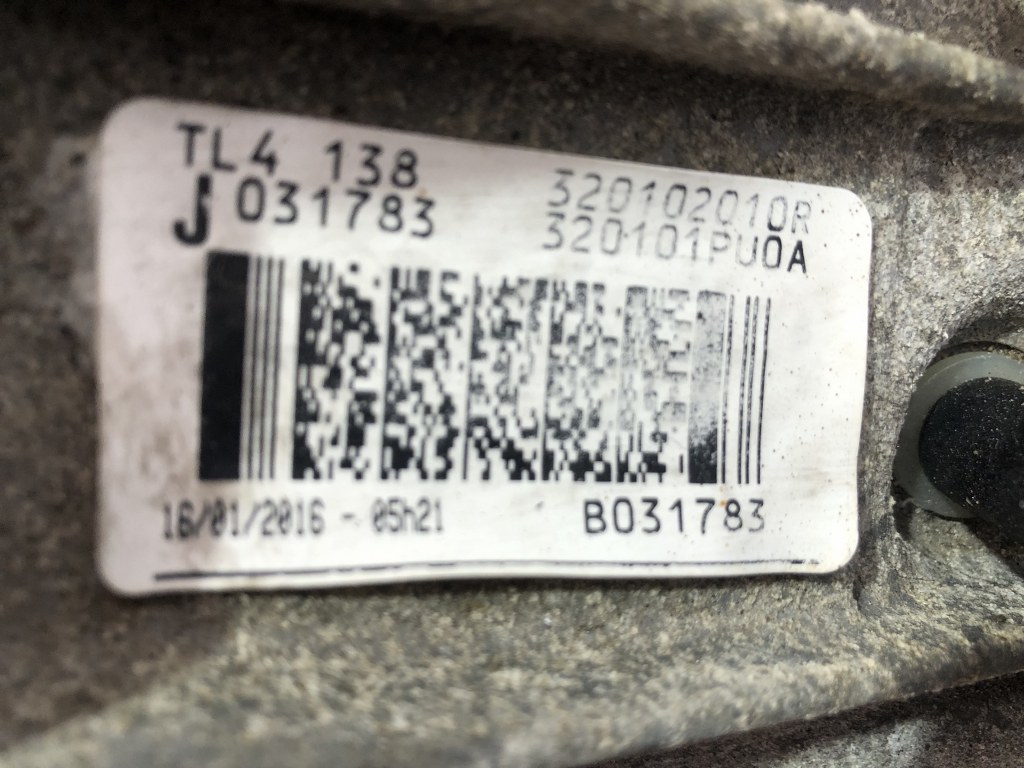 TL4 138
J 031783
320102010R
320101PU0A
16/01/2016 - 05h21
B031783